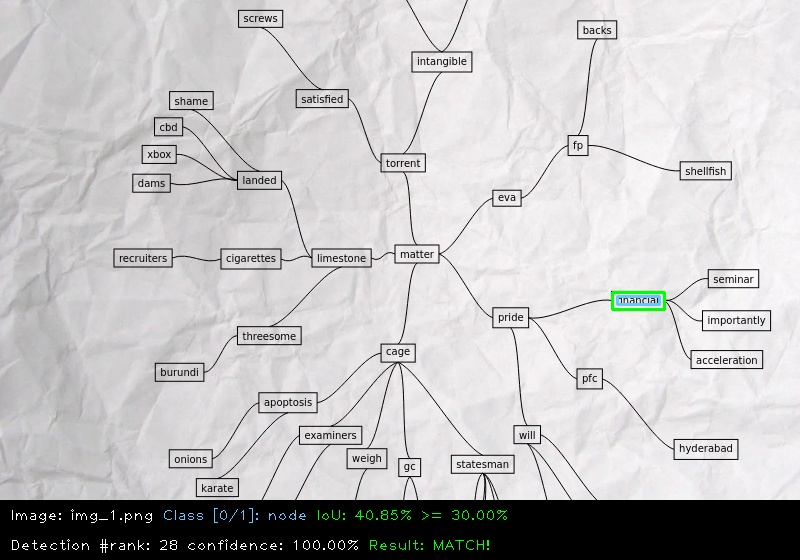 screws
backs
intangible
shame
satisfied
cbd
fp
xbox
torrent
shellfish
dams
landed
eva
matter
recruiters
cigarettes
limestone
seminar
financial
pride
importantly
threesome
cage
acceleration
burundi
pfc
apoptosis
examiners
will
hyderabad
onions
weigh
gc
statesman
karate
Image: img_1.png Class [0/1]: node IoU: 40.85% >= 30.00%
Detection #rank: 28 confidence: 100.00% Result: MATCH!